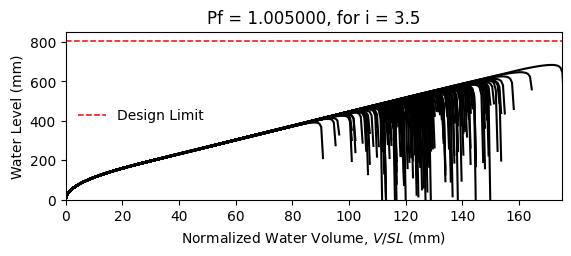 Pf = 1.005000, for i = 3.5
Water Level (mm)
800
600
400
200
0
Design Limit
0 20 40 60 80 100 120 140 160
Normalized Water Volume, V/SL (mm)